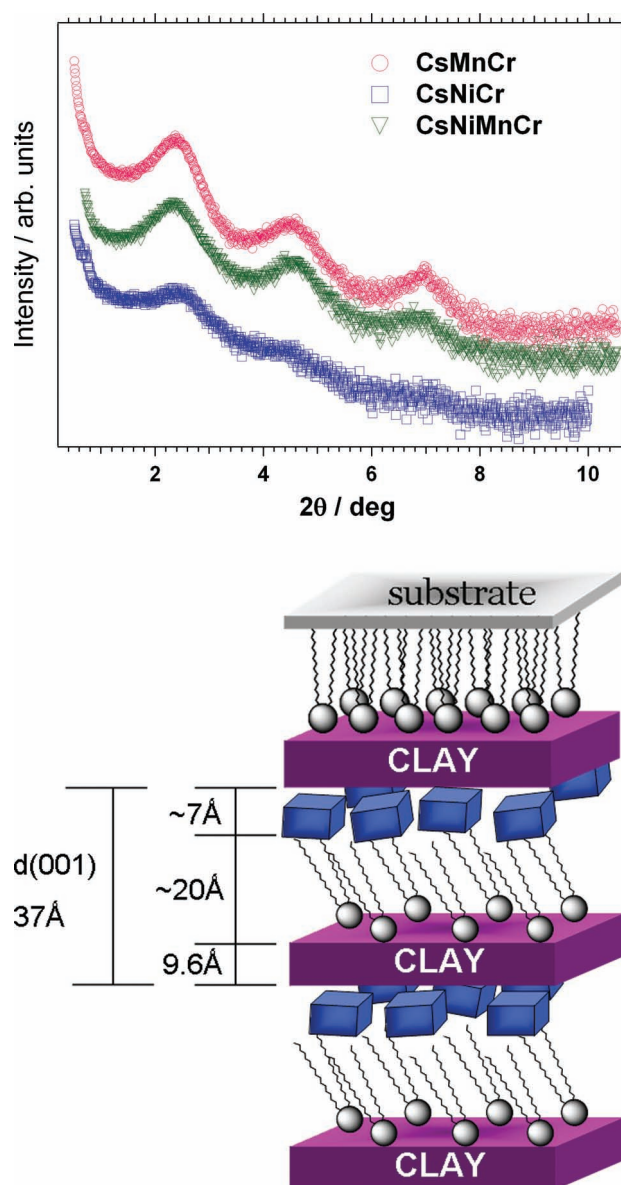 CsMnCr
CsNiCr
CsNiMnCr
Intensity / arb. units
2 4 6 8 10
2θ / deg
substrate
CLAY
~7Å
d(001)
~20Å
37Å
CLAY
9.6Å
CLAY